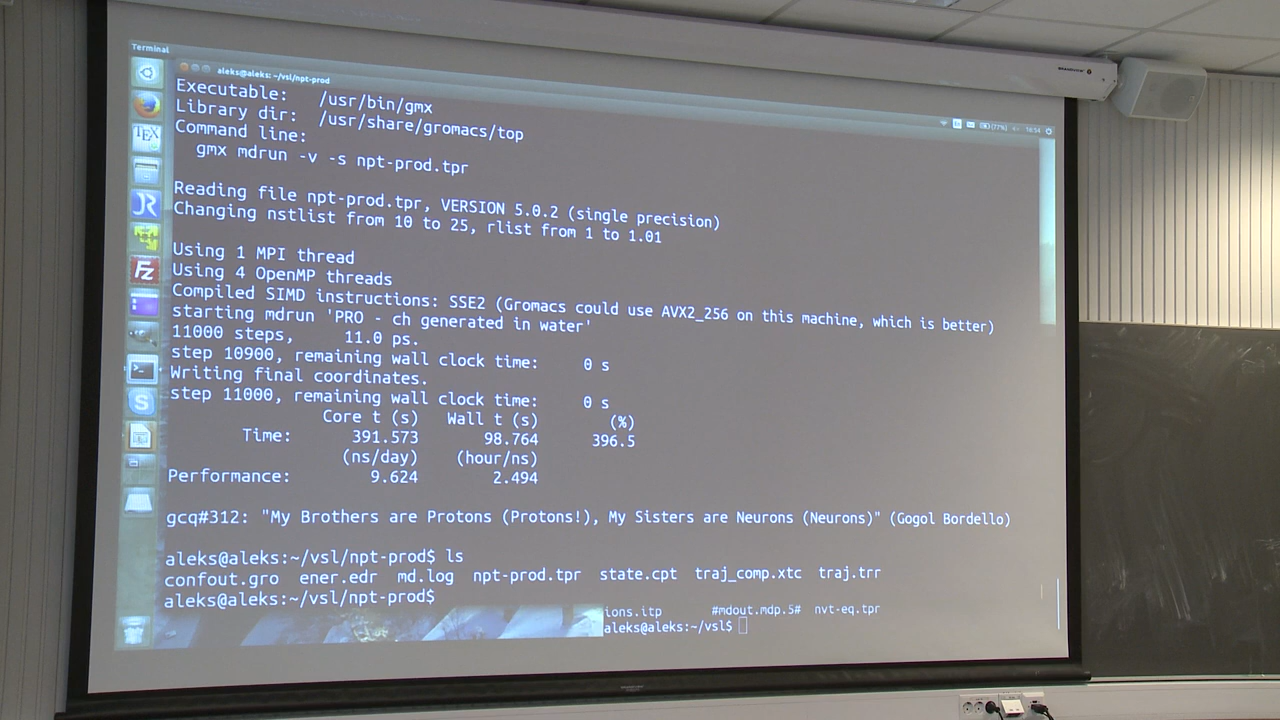 Terminal
aleks@aleks: ~/vsl/npt-prod
Executable: /usr/bin/gmx
Library dir: /usr/share/gromacs/top
Command line:
gmx mdrun -v -s npt-prod.tpr
Reading file npt-prod.tpr, VERSION 5.0.2 (single precision)
Changing nstlist from 10 to 25, rlist from 1 to 1.01
Using 1 MPI thread
Using 4 OpenMP threads
Compiled SIMD instructions: SSE2 (Gromacs could use AVX2_256 on this machine, which is better)
starting mdrun 'PRO - ch generated in water'
11000 steps, 11.0 ps.
step 10900, remaining wall clock time: 0 s
Writing final coordinates.
step 11000, remaining wall clock time: 0 s
Core t (s) Wall t (s) (%)
Time: 391.573 98.764 396.5
(ns/day) (hour/ns)
Performance: 9.624 2.494
gcq#312: "My Brothers are Protons (Protons!), My Sisters are Neurons (Neurons)" (Gogol Bordello)
aleks@aleks:~/vsl/npt-prod$ ls
confout.gro ener.edr md.log npt-prod.tpr state.cpt traj_comp.xtc traj.trr
aleks@aleks:~/vsl/npt-prod$
ions.itp #mdout.mdp.5# nvt-eq.tpr
aleks@aleks:~/vsl$